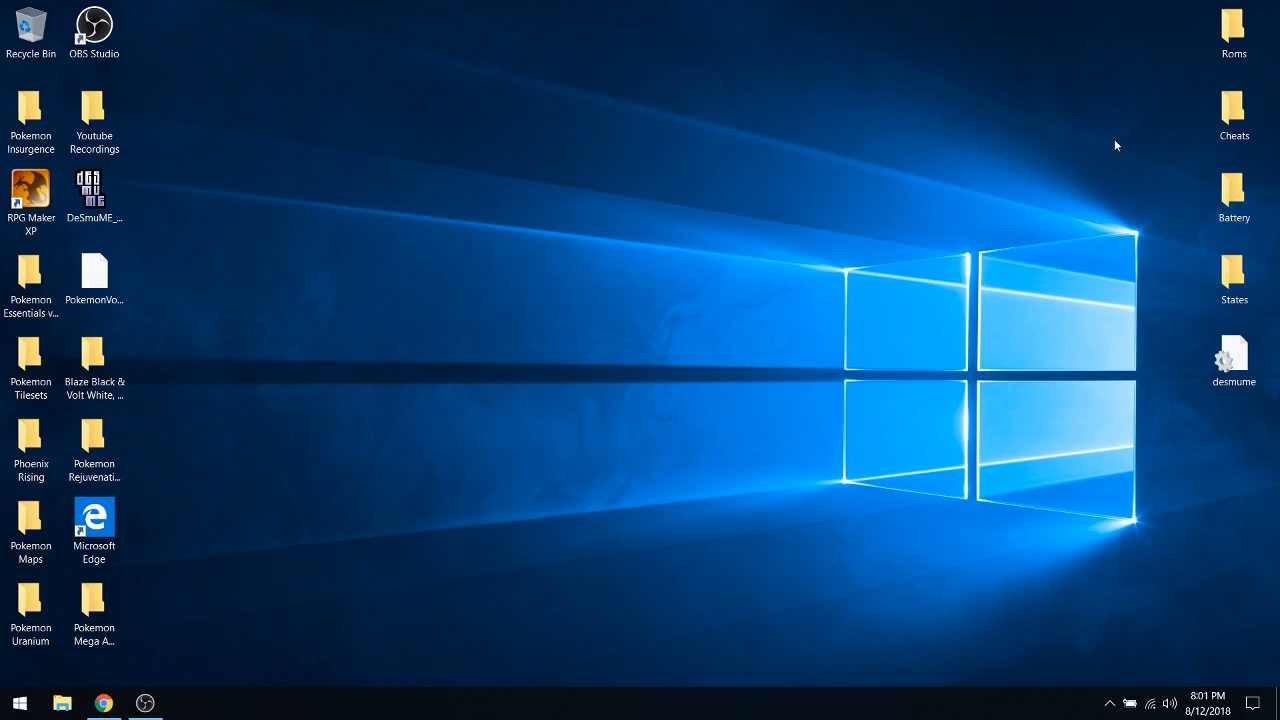 Recycle Bin
OBS Studio
Pokemon
Insurgence
Youtube
Recordings
RPG Maker
XP
DeSmuME_...
Pokemon
Essentials v...
PokemonVo...
Pokemon
Tilesets
Blaze Black &
Volt White, ...
Phoenix
Rising
Pokemon
Rejuvenati...
Pokemon
Maps
Microsoft
Edge
Pokemon
Uranium
Pokemon
Mega A...
Roms
Cheats
Battery
States
desmume
8:01 PM
8/12/2018